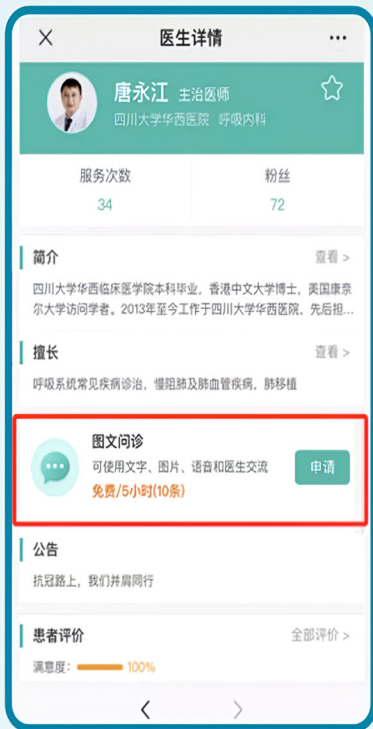 医生详情
唐永江 主治医师
四川大学华西医院 呼吸内科
服务次数 粉丝
34 72
简介 查看 >
四川大学华西临床医学院本科毕业，香港中文大学博士，美国康奈
尔大学访问学者。2013年至今工作于四川大学华西医院，先后担...
擅长 查看 >
呼吸系统常见疾病诊治，慢阻肺及肺血管疾病，肺移植
图文问诊
可使用文字、图片、语音和医生交流
申请
免费/5小时(10条)
公告
抗冠路上，我们并肩同行
患者评价 全部评价 >
满意度： 100%